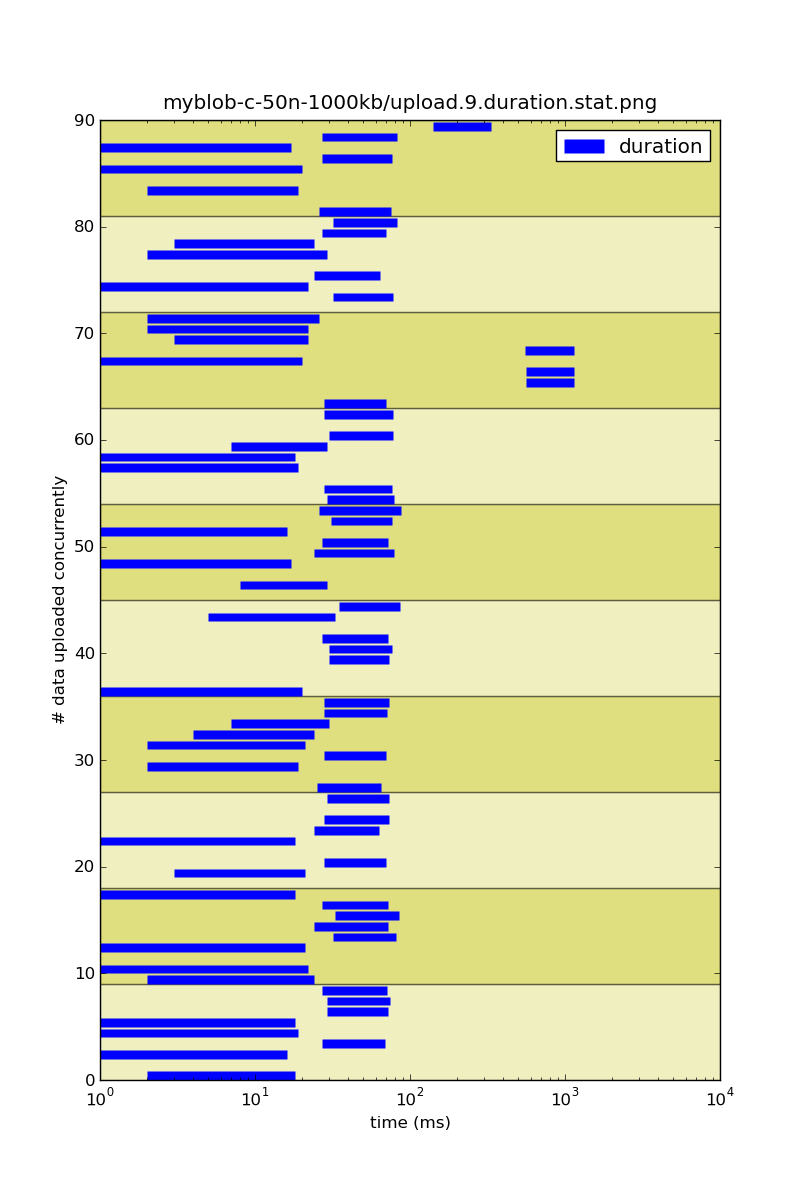 myblob-c-50n-1000kb/upload.9.duration.stat.png
duration
90
80
70
60
50
40
30
20
10
0
# data uploaded concurrently
10^0 10^1 10^2 10^3 10^4
time (ms)